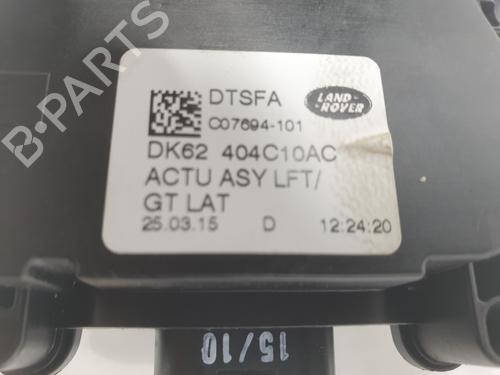 DTSFA
LAND
ROVER
C07694-101
DK62 404C10AC
ACTU ASY LFT/
GT LAT
25.03.15 D 12:24:20
15/10
B-PARTS